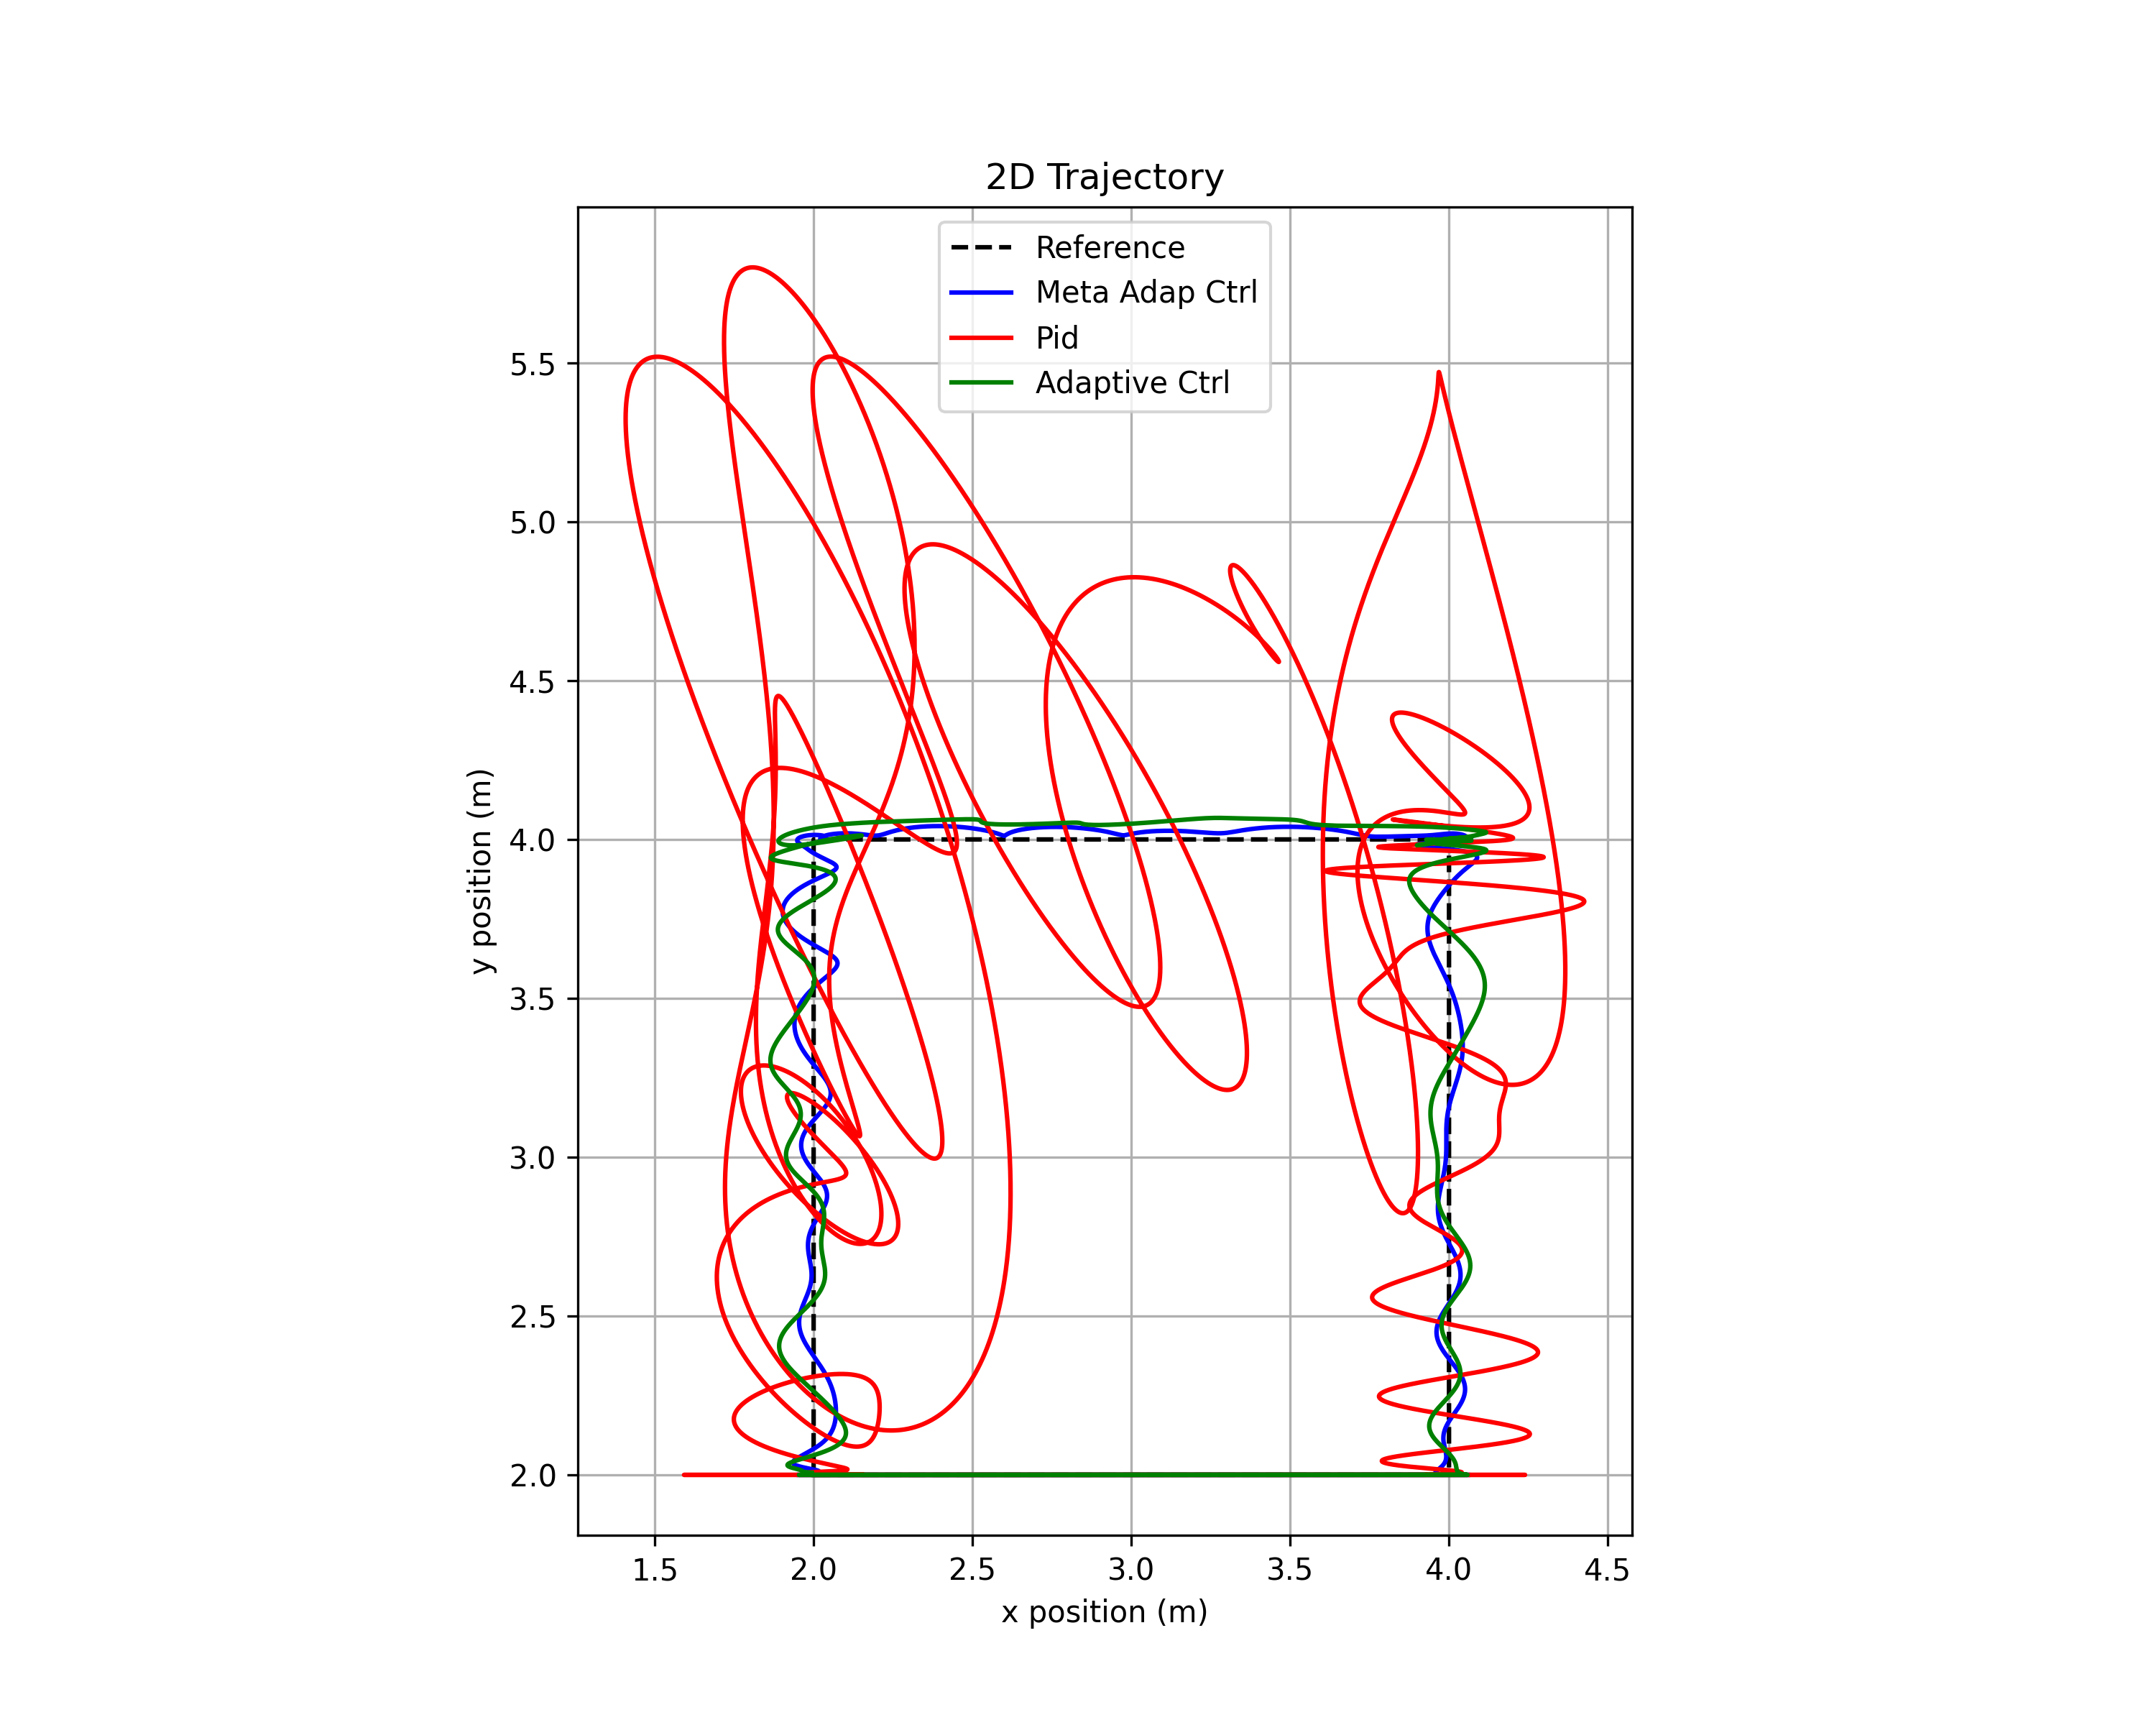 2D Trajectory
Reference
Meta Adap Ctrl
Pid
Adaptive Ctrl
y position (m)
5.5
5.0
4.5
4.0
3.5
3.0
2.5
2.0
1.5 2.0 2.5 3.0 3.5 4.0 4.5
x position (m)